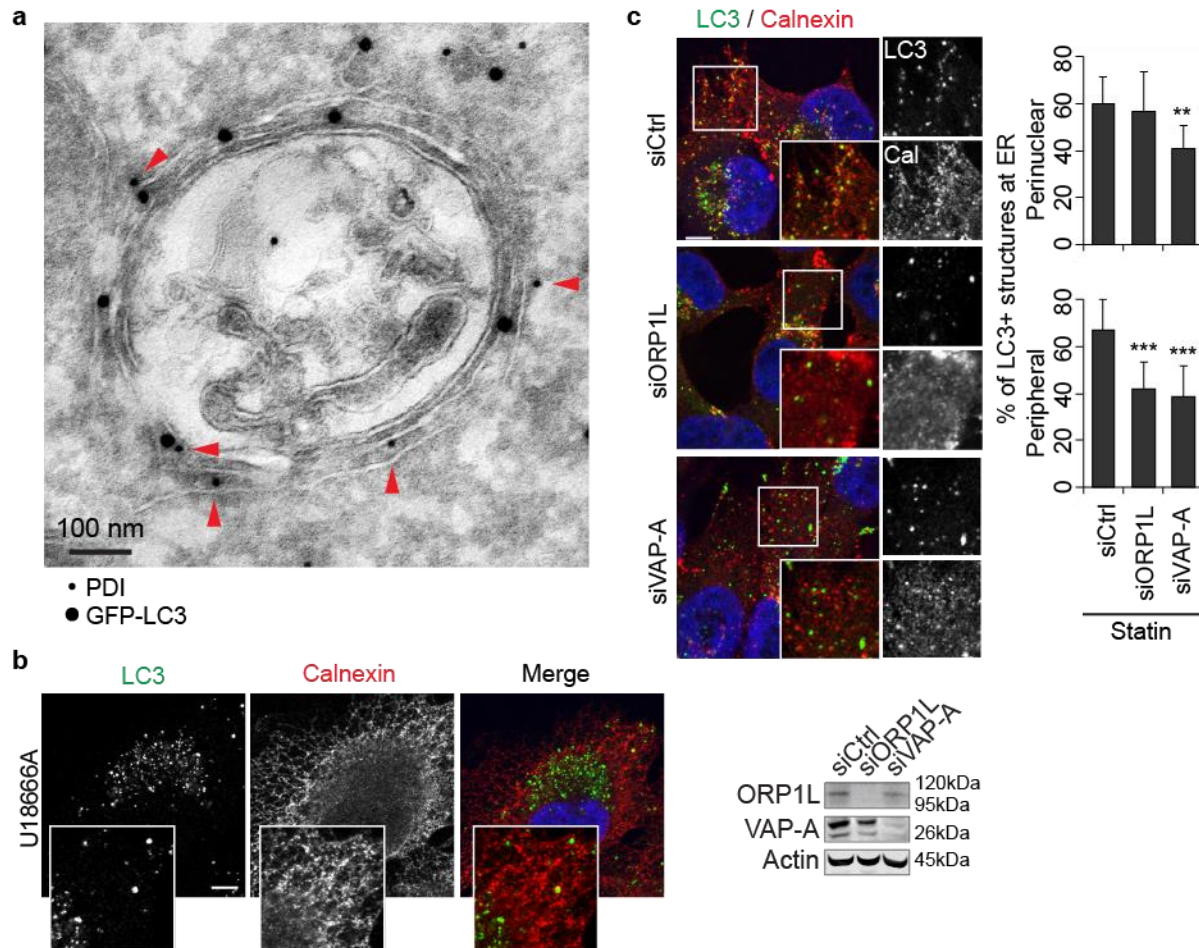 a
100 nm
• PDI
● GFP-LC3
b
LC3
Calnexin
Merge
U18666A
c
LC3 / Calnexin
siCtrl
LC3
Cal
siORP1L
siVAP-A
% of LC3+ structures at ER
Perinuclear
80
60
40
20
0
**
Peripheral
80
60
40
20
0
***
***
siCtrl
siORP1L
siVAP-A
Statin
siCtrl
siORP1L
siVAP-A
ORP1L
120kDa
95kDa
VAP-A
26kDa
Actin
45kDa